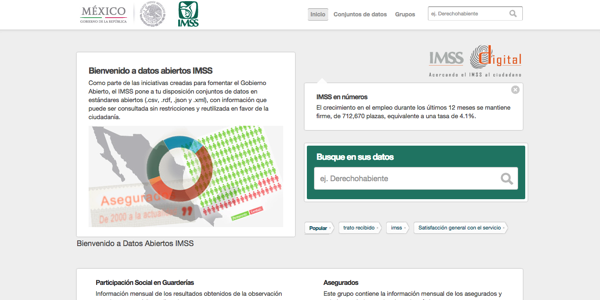 MÉXICO
GOBIERNO DE LA REPÚBLICA
IMSS
Inicio
Conjuntos de datos
Grupos
ej. Derechohabiente
Bienvenido a datos abiertos IMSS
Como parte de las iniciativas creadas para fomentar el Gobierno
Abierto, el IMSS pone a tu disposición conjuntos de datos en
estándares abiertos (.csv, .rdf, .json y .xml), con información que
puede ser consultada sin restricciones y reutilizada en favor de la
ciudadanía.
Asegurad
De 2000 a la actua
Bienvenido a Datos Abiertos IMSS
IMSS digital
Acercando el IMSS al ciudadano
IMSS en números
El crecimiento en el empleo durante los últimos 12 meses se mantiene
firme, de 712,670 plazas, equivalente a una tasa de 4.1%.
Busque en sus datos
ej. Derechohabiente
Popular
trato recibido
imss
Satisfacción general con el servicio
Participación Social en Guarderías
Información mensual de los resultados obtenidos de la observación
Asegurados
Este grupo contiene la información mensual de los asegurados y